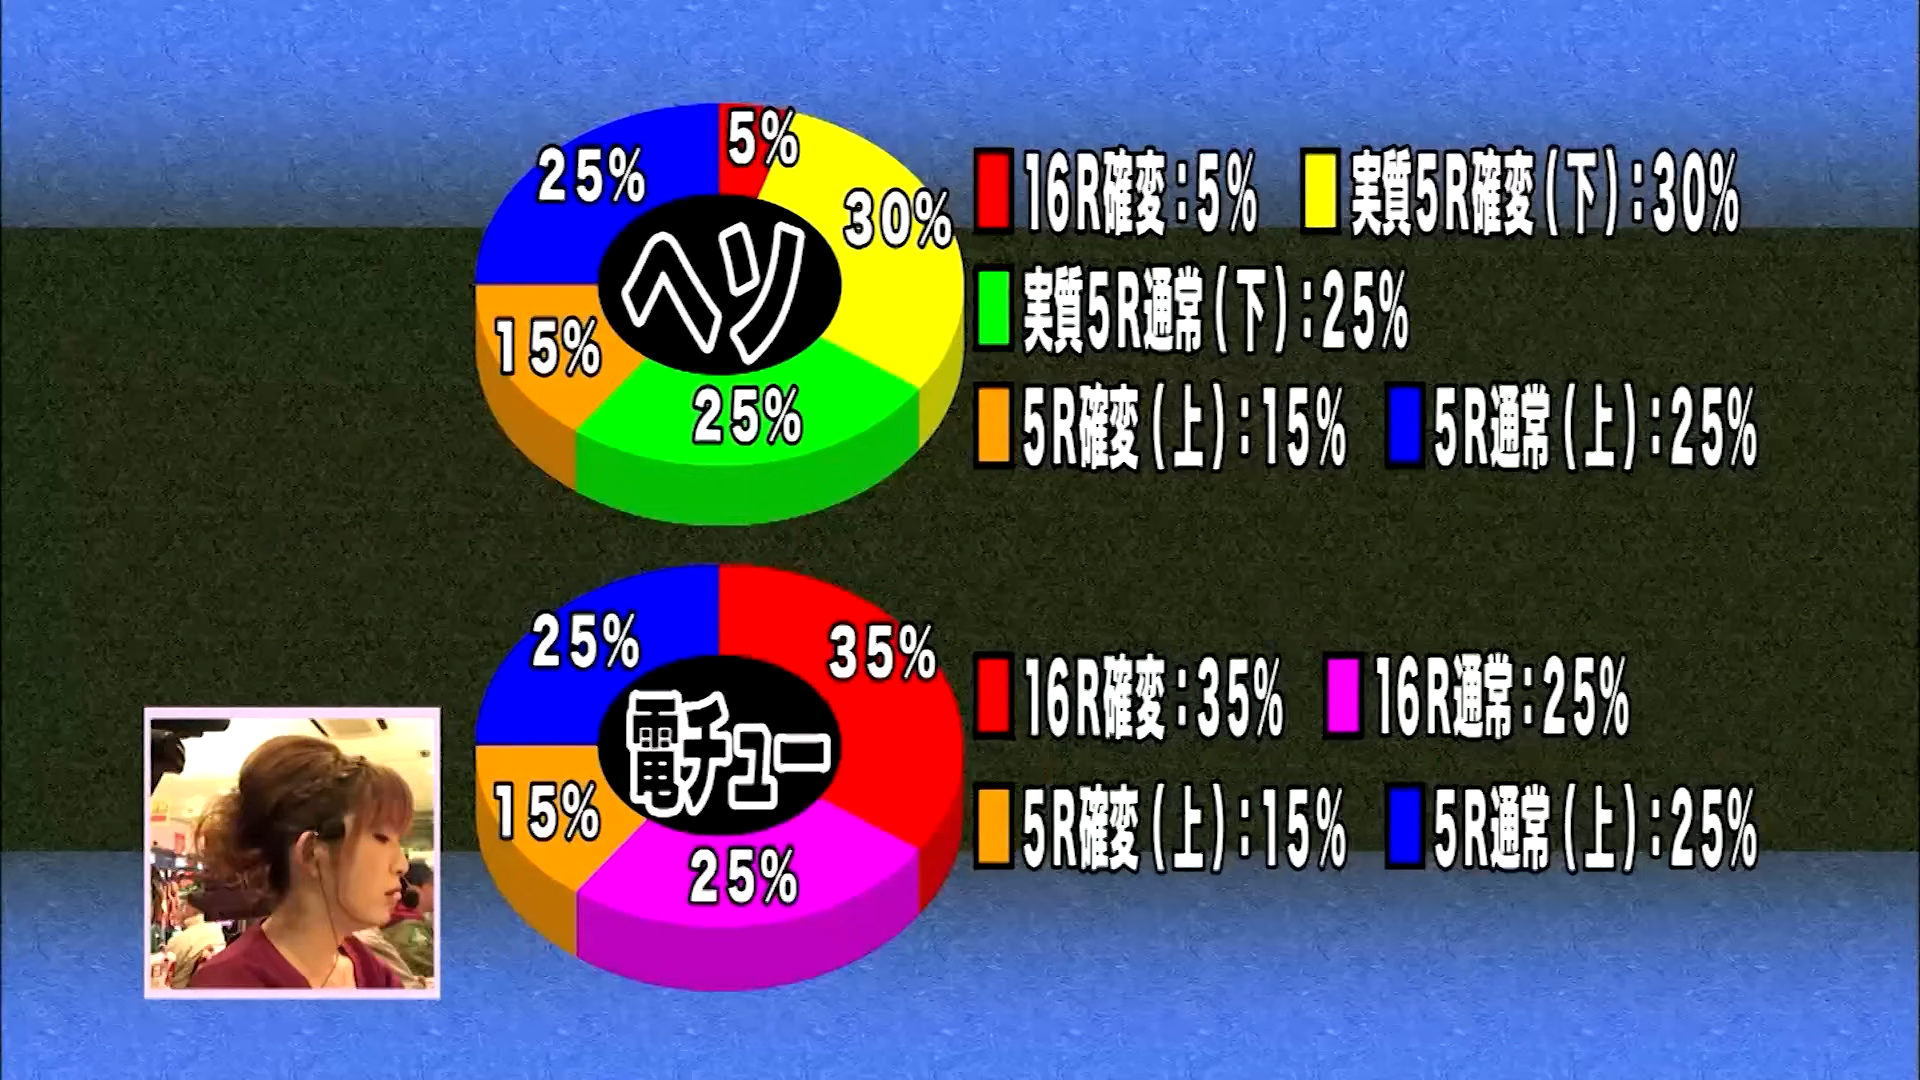 5%
25%
30%
ヘソ
15%
25%
16R確変:5% 実質5R確変(下):30%
実質5R通常(下):25%
5R確変(上):15% 5R通常(上):25%
25%
35%
電チュー
15%
25%
16R確変:35% 16R通常:25%
5R確変(上):15% 5R通常(上):25%